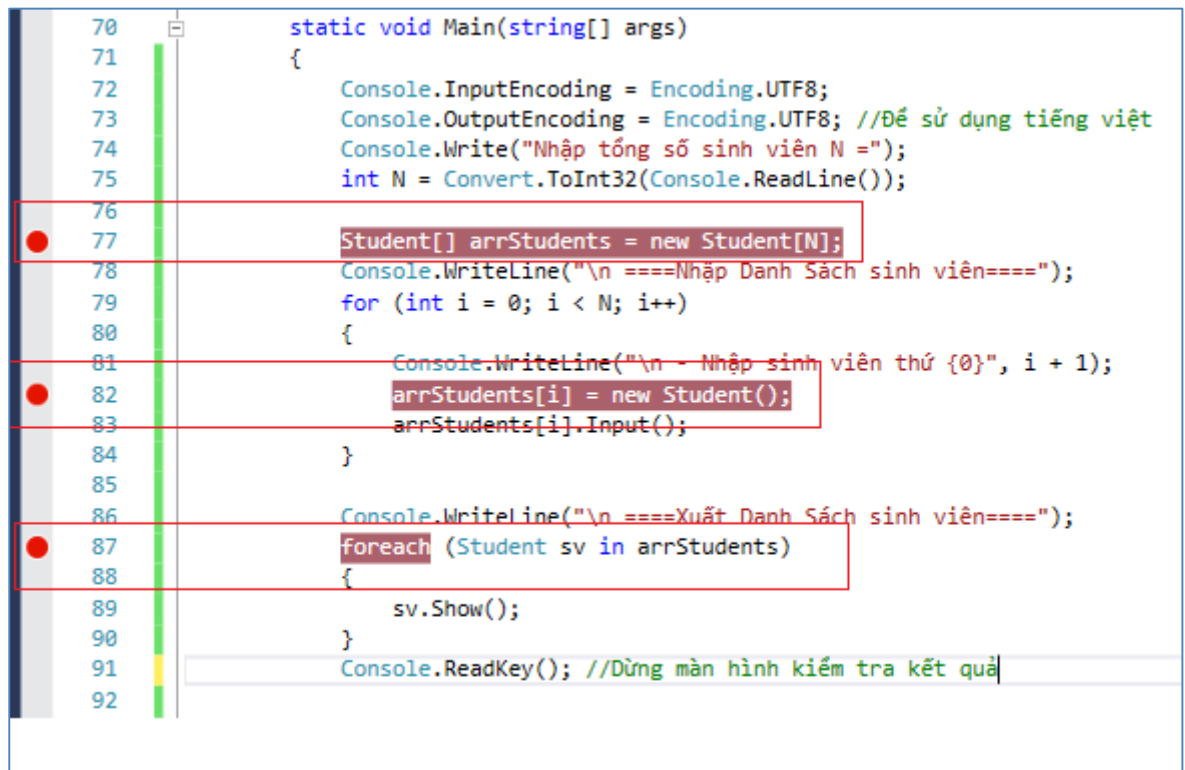 70 static void Main(string[] args)
71 {
72 Console.InputEncoding = Encoding.UTF8;
73 Console.OutputEncoding = Encoding.UTF8; //Để sử dụng tiếng việt
74 Console.Write("Nhập tổng số sinh viên N =");
75 int N = Convert.ToInt32(Console.ReadLine());
76
77 Student[] arrStudents = new Student[N];
78 Console.WriteLine("\n ====Nhập Danh Sách sinh viên====");
79 for (int i = 0; i < N; i++)
80 {
81 Console.WriteLine("\n - Nhập sinh viên thứ {0}", i + 1);
82 arrStudents[i] = new Student();
83 arrStudents[i].Input();
84 }
85
86 Console.WriteLine("\n ====Xuất Danh Sách sinh viên====");
87 foreach (Student sv in arrStudents)
88 {
89 sv.Show();
90 }
91 Console.ReadKey(); //Dừng màn hình kiểm tra kết quả
92